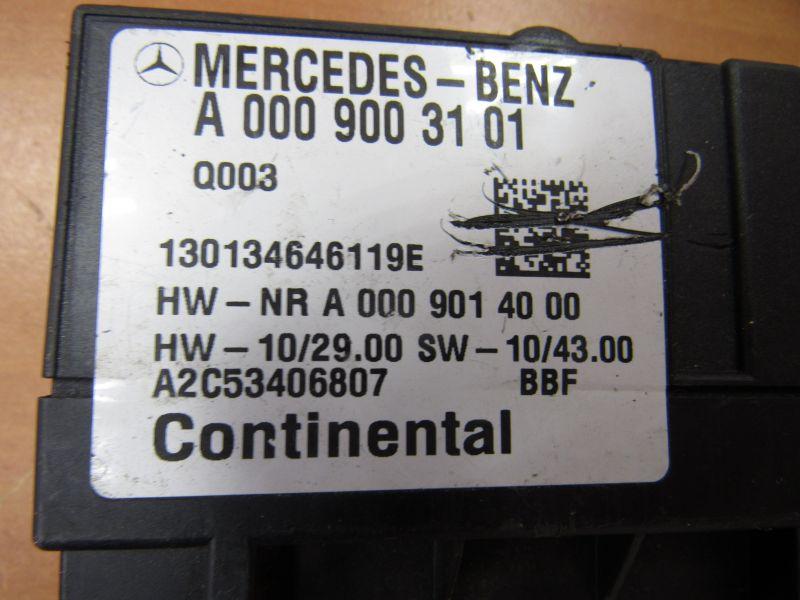 MERCEDES-BENZ
A 000 900 31 01
Q003
130134646119E
HW-NR A 000 901 40 00
HW-10/29.00 SW-10/43.00
A2C53406807 BBF
Continental